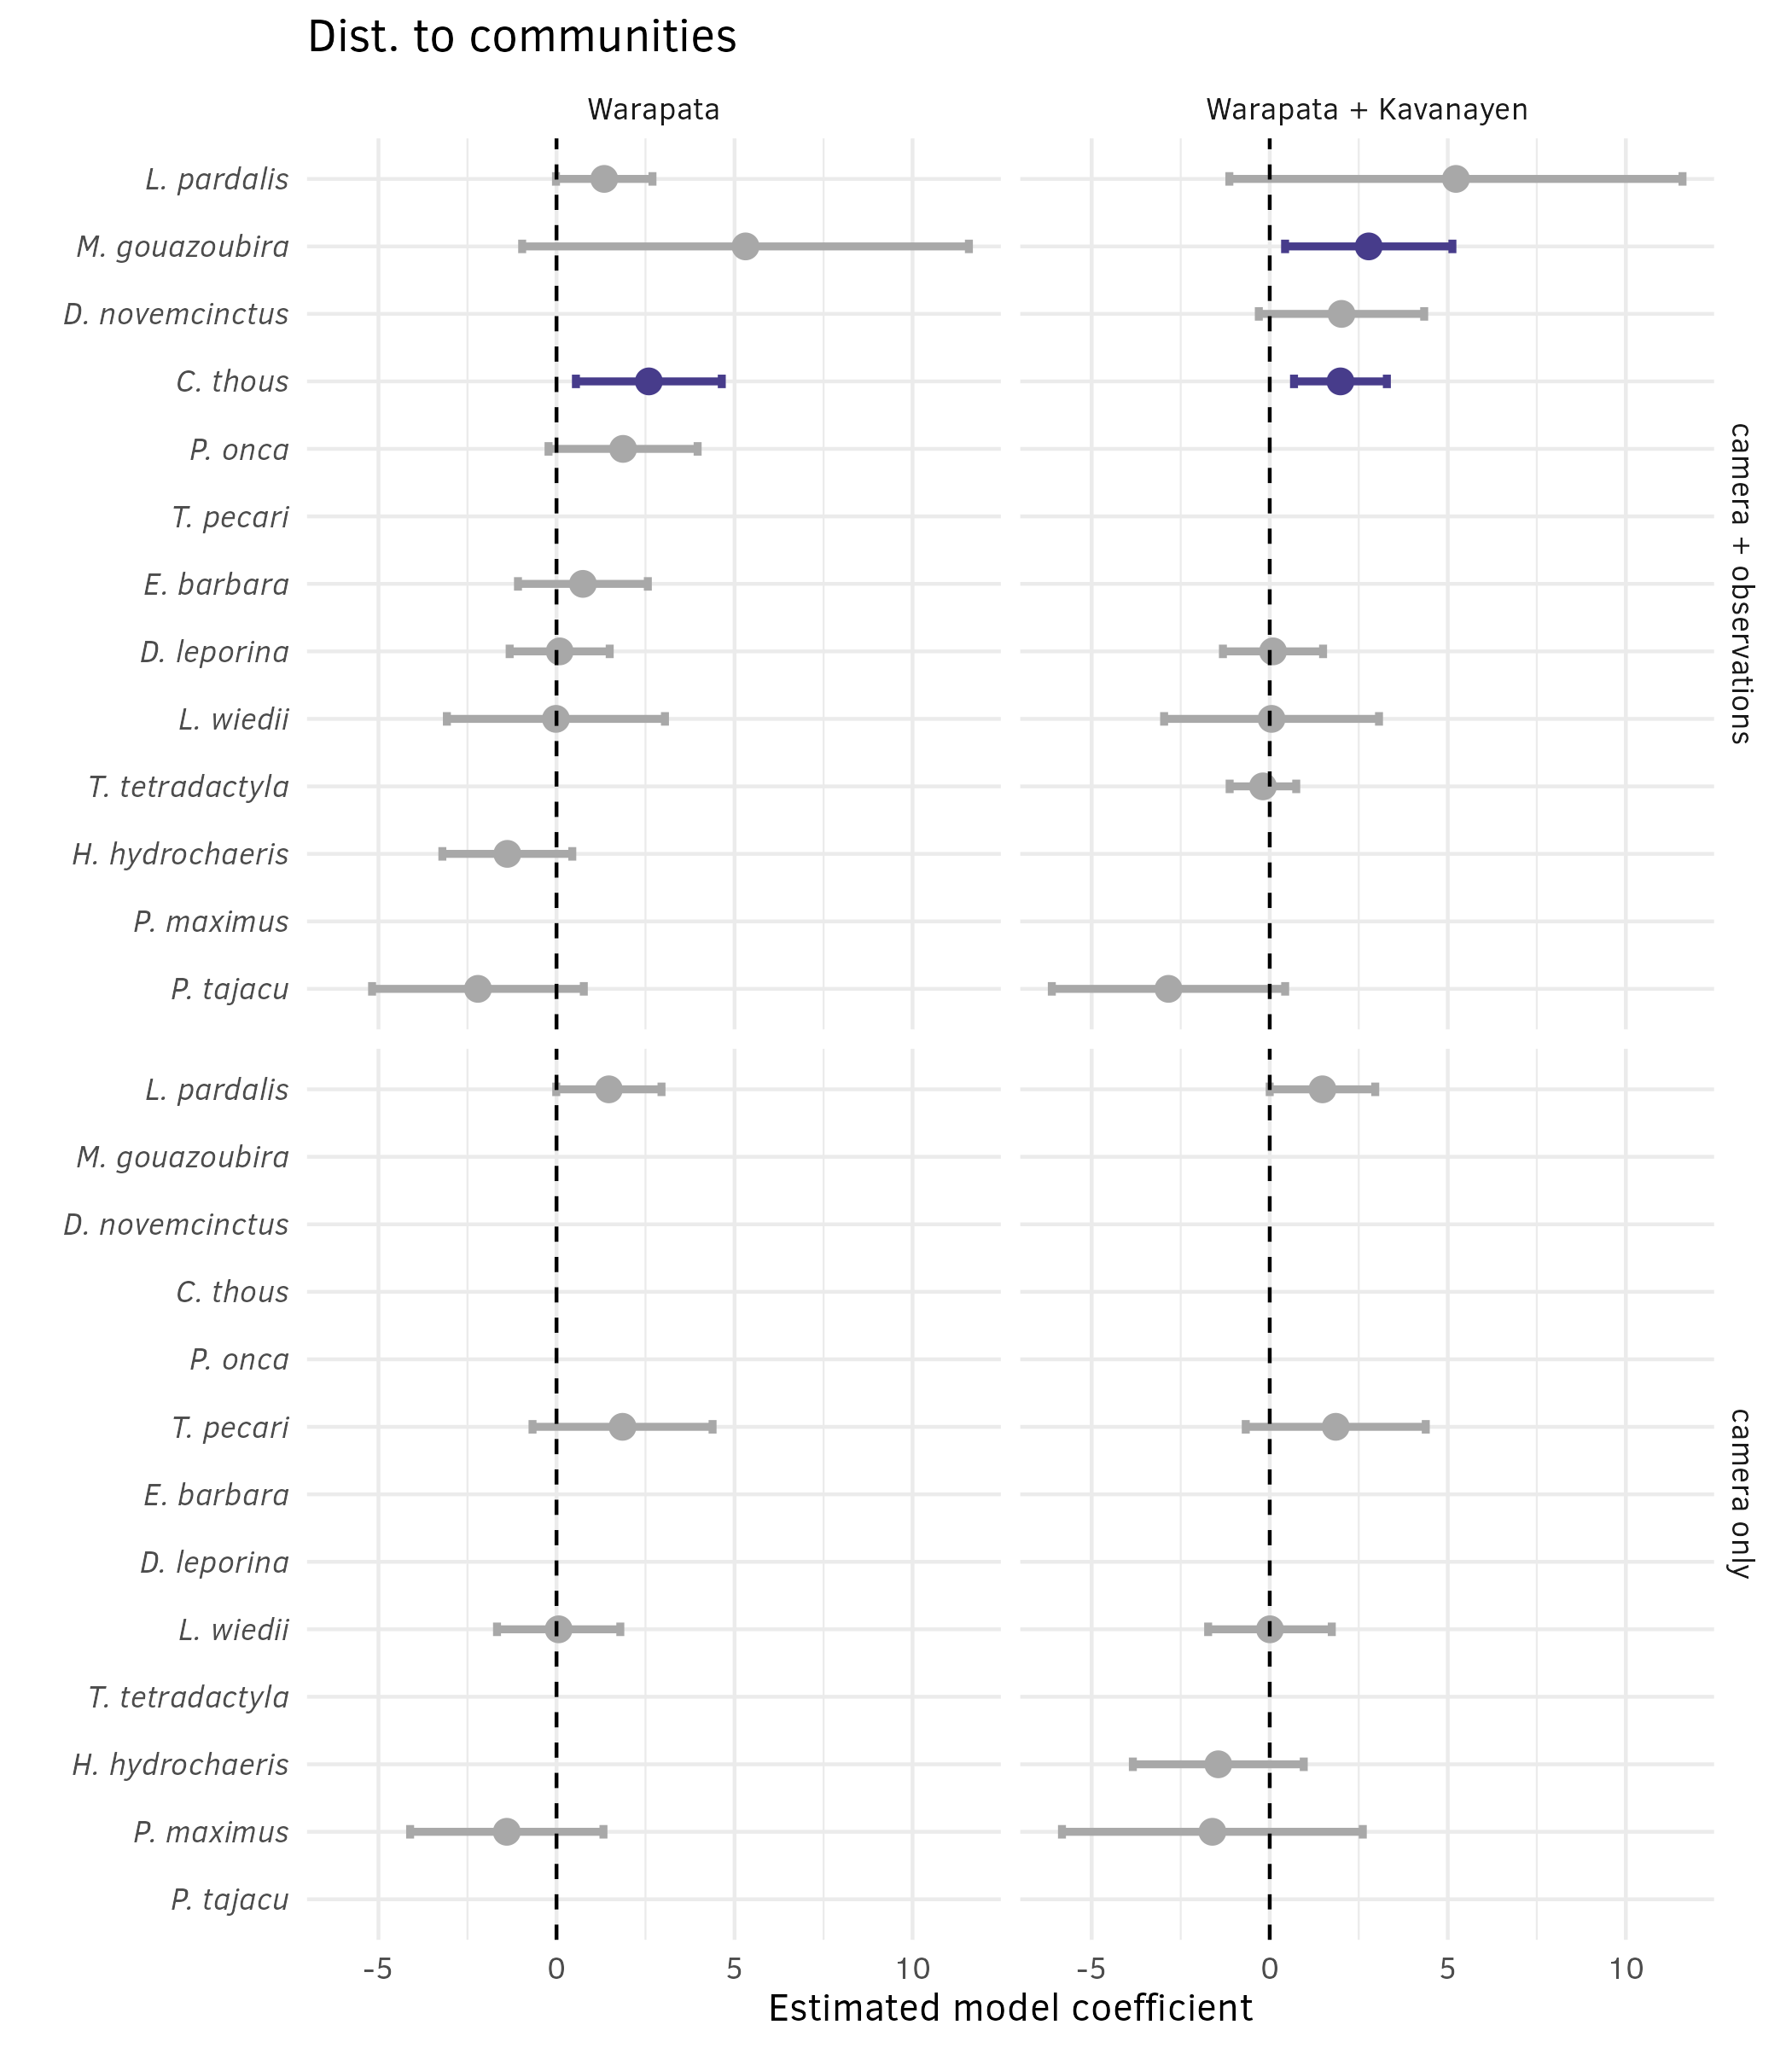 Dist. to communities
Warapata
Warapata + Kavanayen
L. pardalis
M. gouazoubira
D. novemcinctus
C. thous
P. onca
T. pecari
E. barbara
D. leporina
L. wiedii
T. tetradactyla
H. hydrochaeris
P. maximus
P. tajacu
camera + observations
L. pardalis
M. gouazoubira
D. novemcinctus
C. thous
P. onca
T. pecari
E. barbara
D. leporina
L. wiedii
T. tetradactyla
H. hydrochaeris
P. maximus
P. tajacu
camera only
-5 0 5 10
-5 0 5 10
Estimated model coefficient